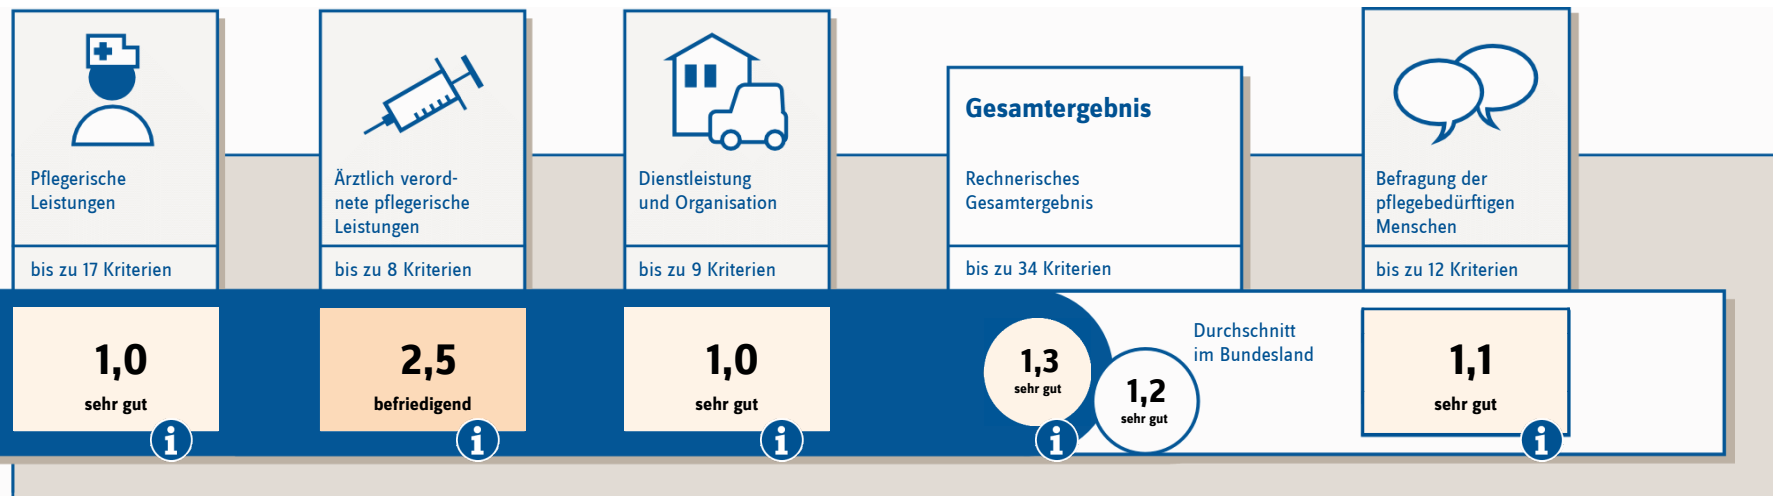 Pflegerische
Leistungen
bis zu 17 Kriterien
1,0
sehr gut
i
Ärztlich verord-
nete pflegerische
Leistungen
bis zu 8 Kriterien
2,5
befriedigend
i
Dienstleistung
und Organisation
bis zu 9 Kriterien
1,0
sehr gut
i
Gesamtergebnis
Rechnerisches
Gesamtergebnis
bis zu 34 Kriterien
1,3
sehr gut
i
1,2
sehr gut
Durchschnitt
im Bundesland
Befragung der
pflegebedürftigen
Menschen
bis zu 12 Kriterien
1,1
sehr gut
i